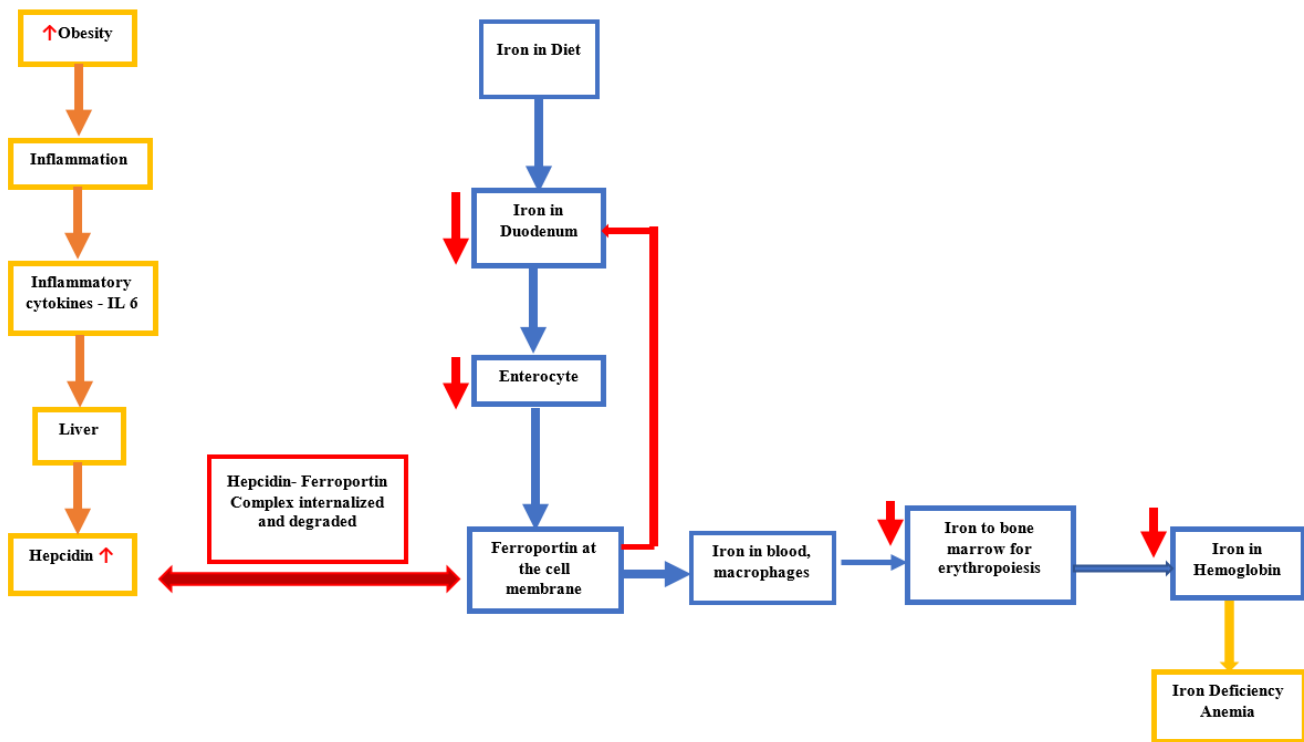 ↑Obesity
Inflammation
Inflammatory
cytokines - IL 6
Liver
Hepcidin ↑
Hepcidin- Ferroportin
Complex internalized
and degraded
Iron in Diet
Iron in
Duodenum
Enterocyte
Ferroportin at
the cell
membrane
Iron in blood,
macrophages
Iron to bone
marrow for
erythropoiesis
Iron in
Hemoglobin
Iron Deficiency
Anemia